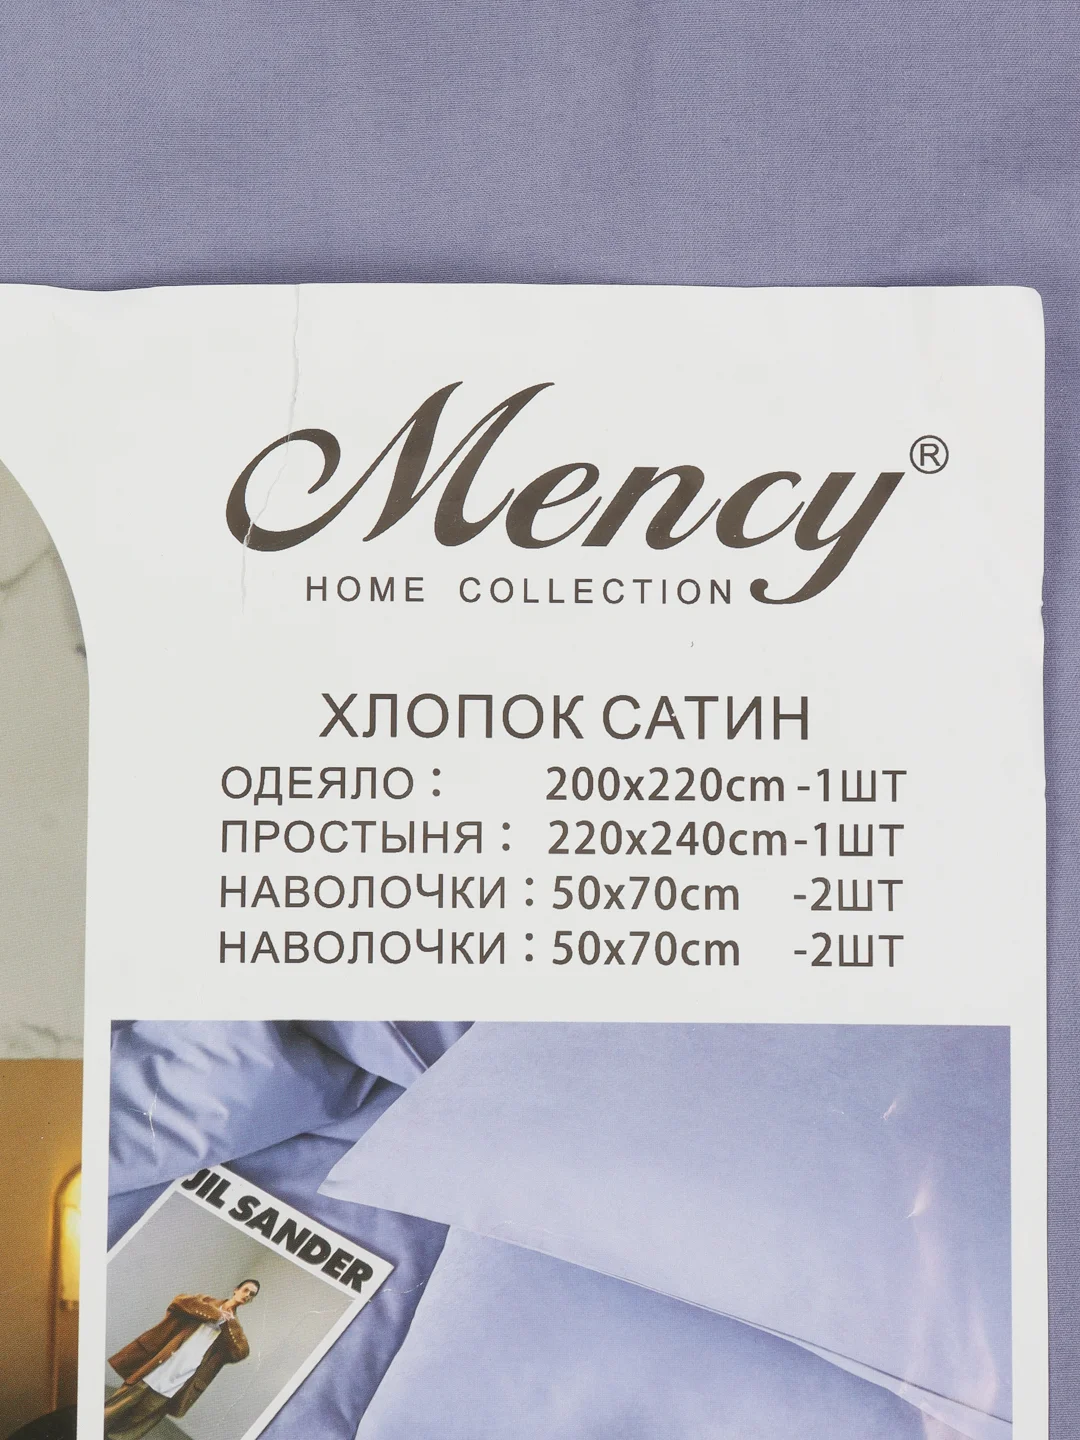 Mency®
HOME COLLECTION
ХЛОПОК САТИН
ОДЕЯЛО : 200x220cm -1ШТ
ПРОСТЫНЯ : 220x240cm-1ШТ
НАВОЛОЧКИ : 50x70cm -2ШТ
НАВОЛОЧКИ : 50x70cm -2ШТ
JIL SANDER